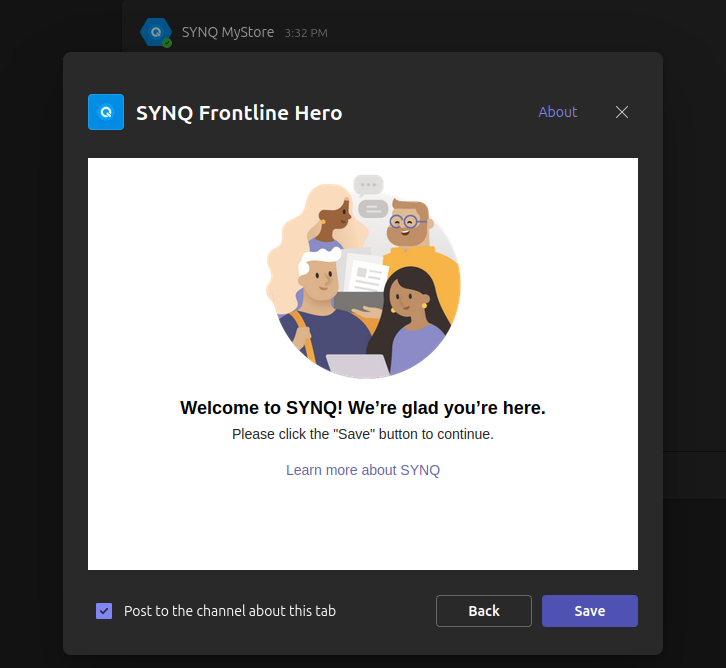 SYNQ MyStore 3:32 PM
SYNQ Frontline Hero
About
Welcome to SYNQ! We’re glad you’re here.
Please click the "Save" button to continue.
Learn more about SYNQ
Post to the channel about this tab
Back
Save